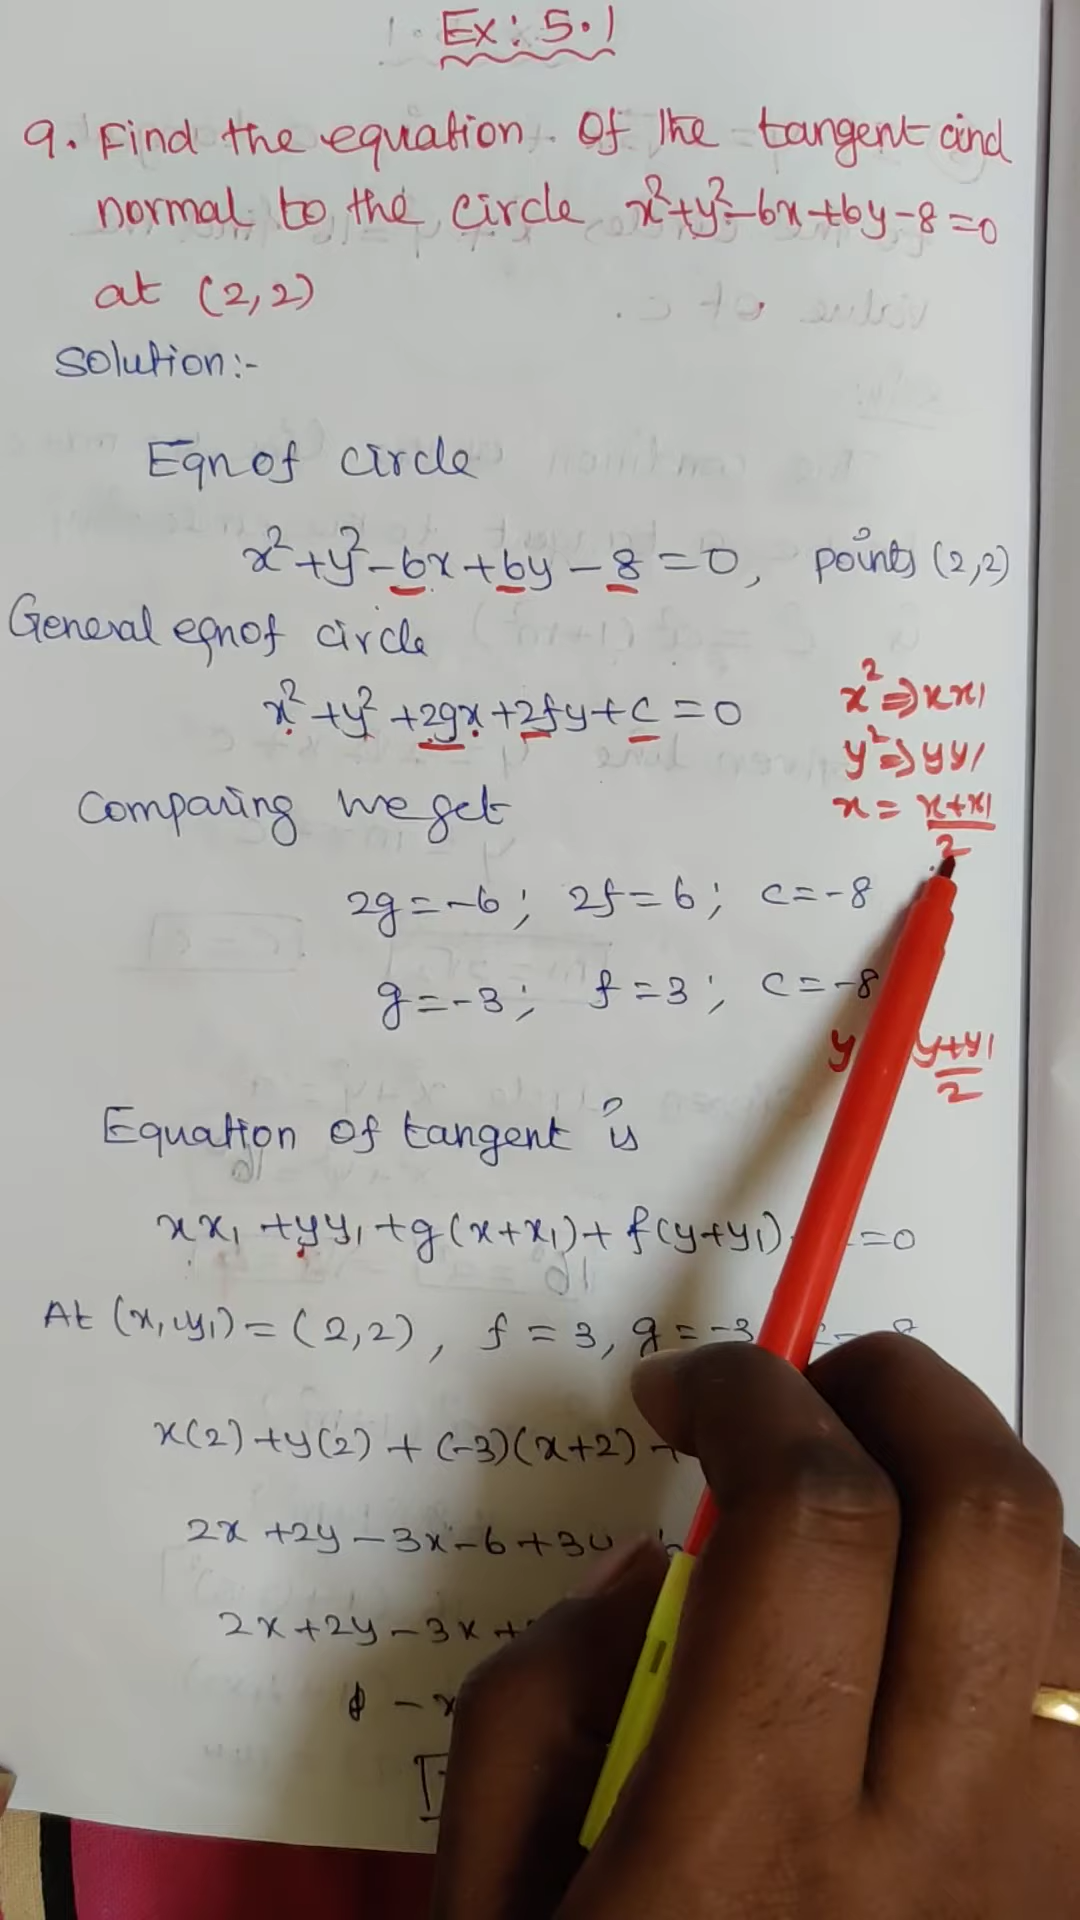 Ex: 5.1
9. Find the equation. Of the tangent and
normal to the circle x²+y²-6x+6y-8=0
at (2,2)
Solution:-
Eqn of circle
x²+y²-6x+6y-8=0, points (2,2)
General eqn of circle
x²+y²+2gx+2fy+c=0
x²⇒xx1
y²⇒yy1
x = x+x1/2
Comparing we get
2g=-6; 2f=6; c=-8
g=-3; f=3; c=-8
y y+y1/2
Equation of tangent is
xx₁+yy₁+g(x+x₁)+f(y+y₁) =0
At (x₁,y₁)=(2,2), f=3, g=-3
x(2)+y(2)+(-3)(x+2)+
2x+2y-3x-6+3y
2x+2y-3x+
-x